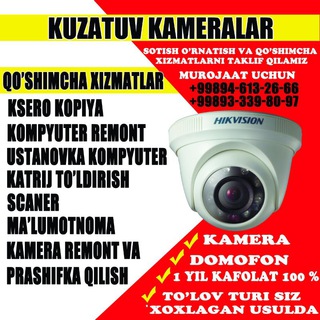 KUZATUV KAMERALAR
SOTISH O'RNATISH VA QO'SHIMCHA
XIZMATLARNI TAKLIF QILAMIZ
MUROJAAT UCHUN
+99894-613-26-66
+99893-339-80-97
QO'SHIMCHA XIZMATLAR
KSERO KOPIYA
KOMPYUTER REMONT
USTANOVKA KOMPYUTER
KATRIJ TO'LDIRISH
SCANER
MA'LUMOTNOMA
KAMERA REMONT VA
PRASHIFKA QILISH
HIKVISION
KAMERA
DOMOFON
1 YIL KAFOLAT 100 %
TO'LOV TURI SIZ
XOXLAGAN USULDA